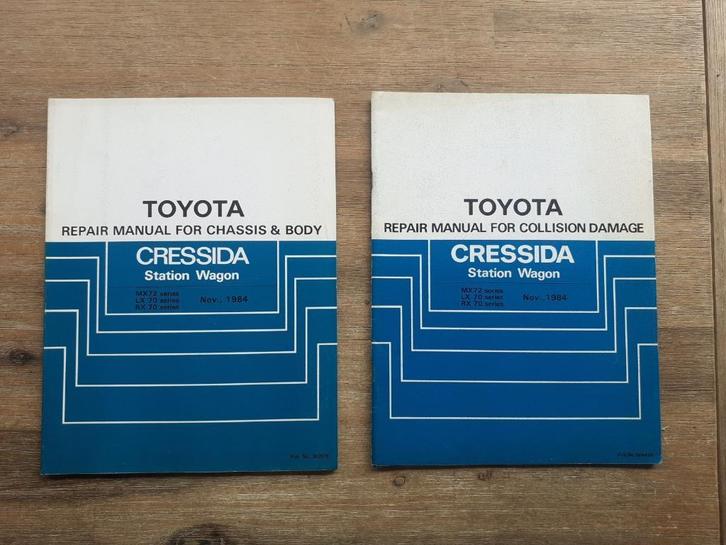 TOYOTA
REPAIR MANUAL FOR CHASSIS & BODY
CRESSIDA
Station Wagon
MX72 series
LX 70 series
RX 70 series
Nov., 1984
TOYOTA
REPAIR MANUAL FOR COLLISION DAMAGE
CRESSIDA
Station Wagon
MX72 series
LX 70 series
RX 70 series
Nov., 1984